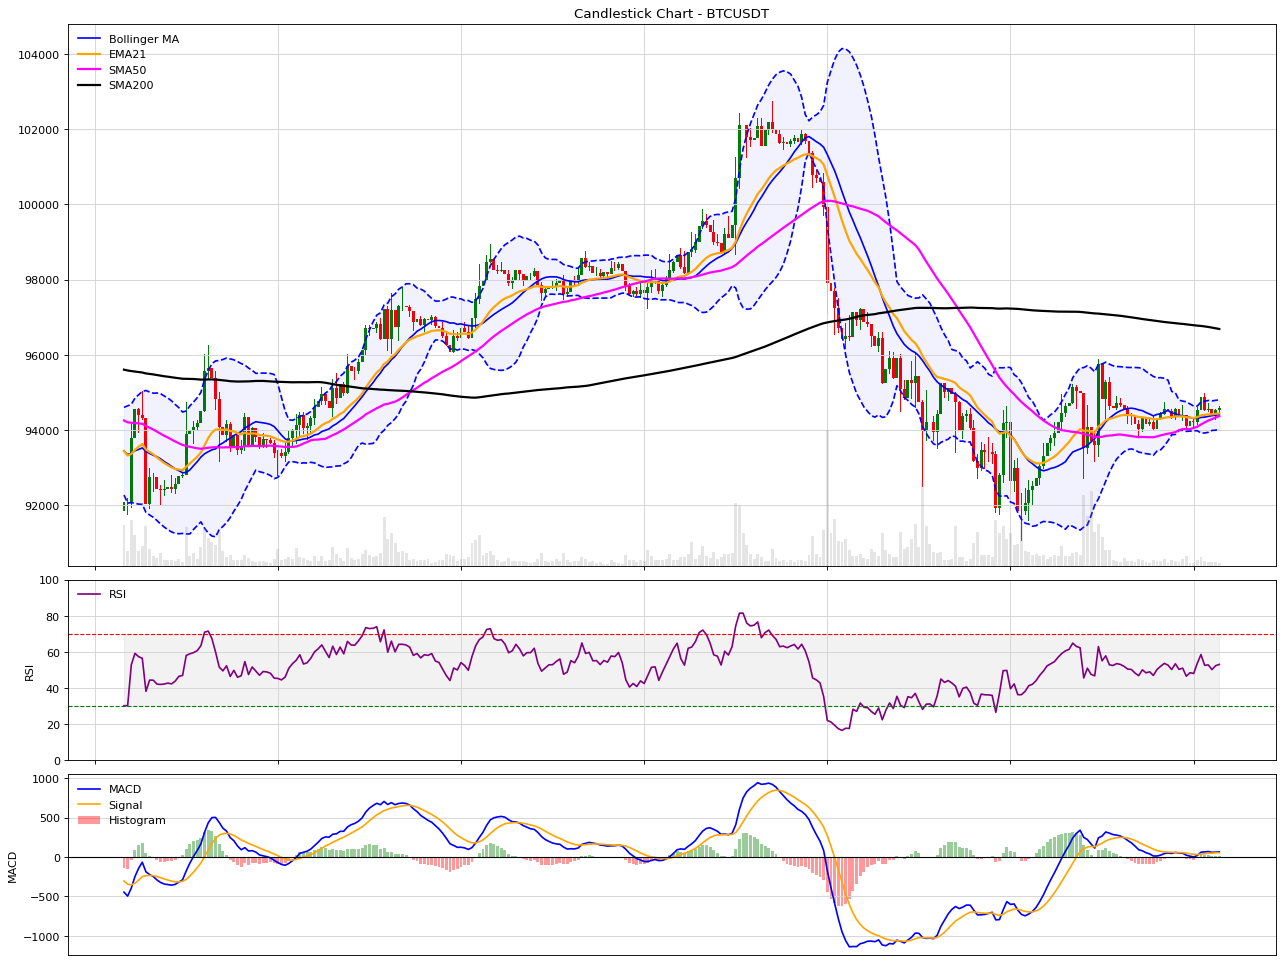 Candlestick Chart - BTCUSDT
Bollinger MA
EMA21
SMA50
SMA200
104000
102000
100000
98000
96000
94000
92000
RSI
RSI
100
80
60
40
20
0
MACD
MACD
Signal
Histogram
1000
500
0
−500
−1000